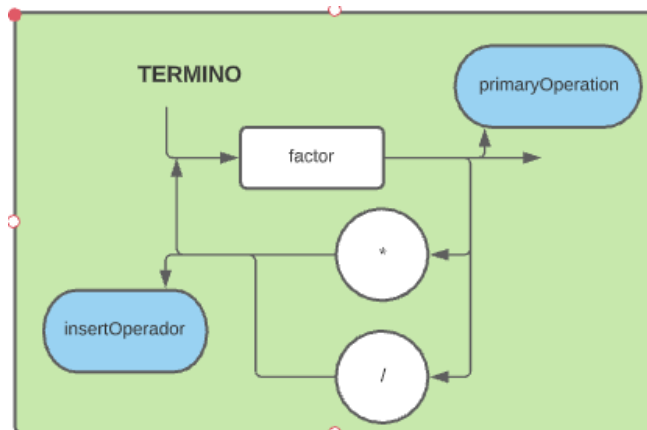 TERMINO
primaryOperation
factor
*
insertOperador
/